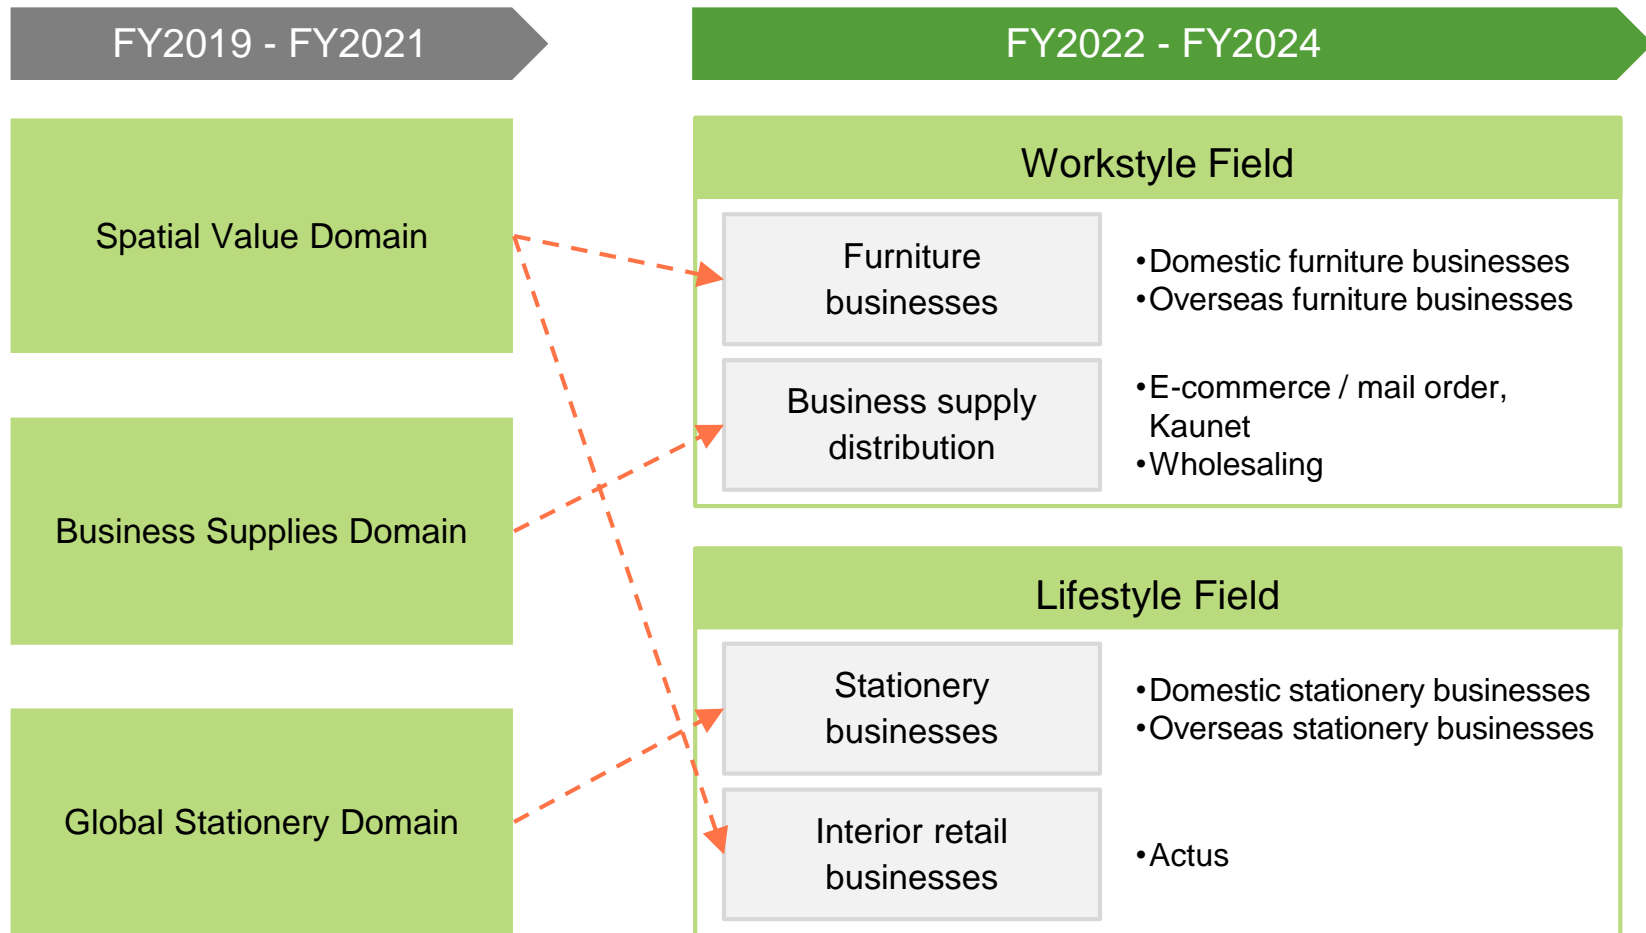 FY2019 - FY2021
FY2022 - FY2024
Spatial Value Domain
Business Supplies Domain
Global Stationery Domain
Workstyle Field
Furniture
businesses
•Domestic furniture businesses
•Overseas furniture businesses
Business supply
distribution
•E-commerce / mail order,
Kaunet
•Wholesaling
Lifestyle Field
Stationery
businesses
•Domestic stationery businesses
•Overseas stationery businesses
Interior retail
businesses
•Actus